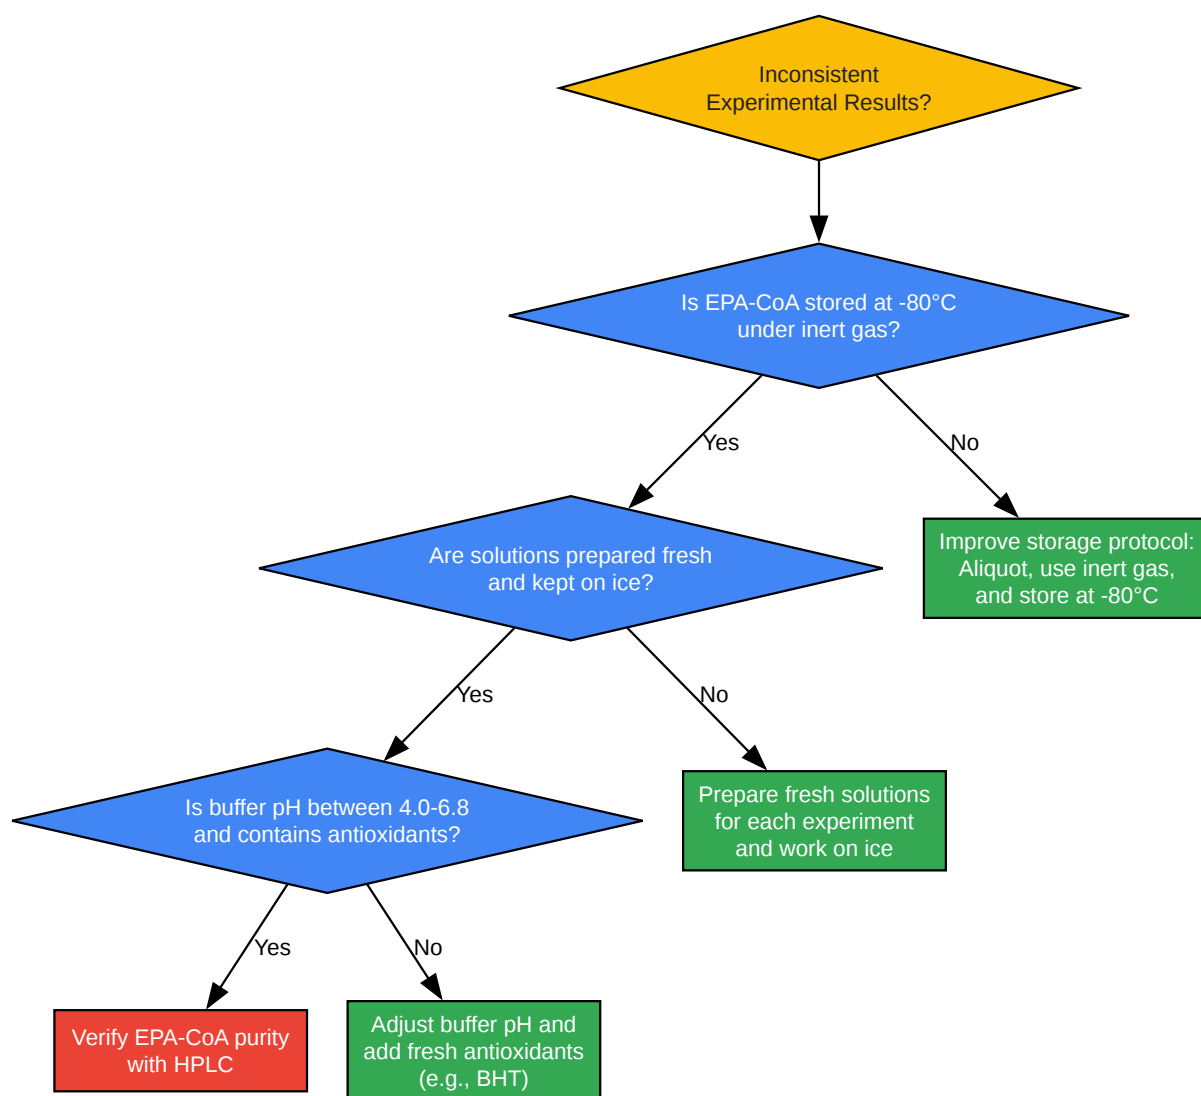 Inconsistent
Experimental Results?
Is EPA-CoA stored at -80°C
under inert gas?
Yes
No
Are solutions prepared fresh
and kept on ice?
Improve storage protocol:
Aliquot, use inert gas,
and store at -80°C
Yes
No
Is buffer pH between 4.0-6.8
and contains antioxidants?
Prepare fresh solutions
for each experiment
and work on ice
Yes
No
Verify EPA-CoA purity
with HPLC
Adjust buffer pH and
add fresh antioxidants
(e.g., BHT)